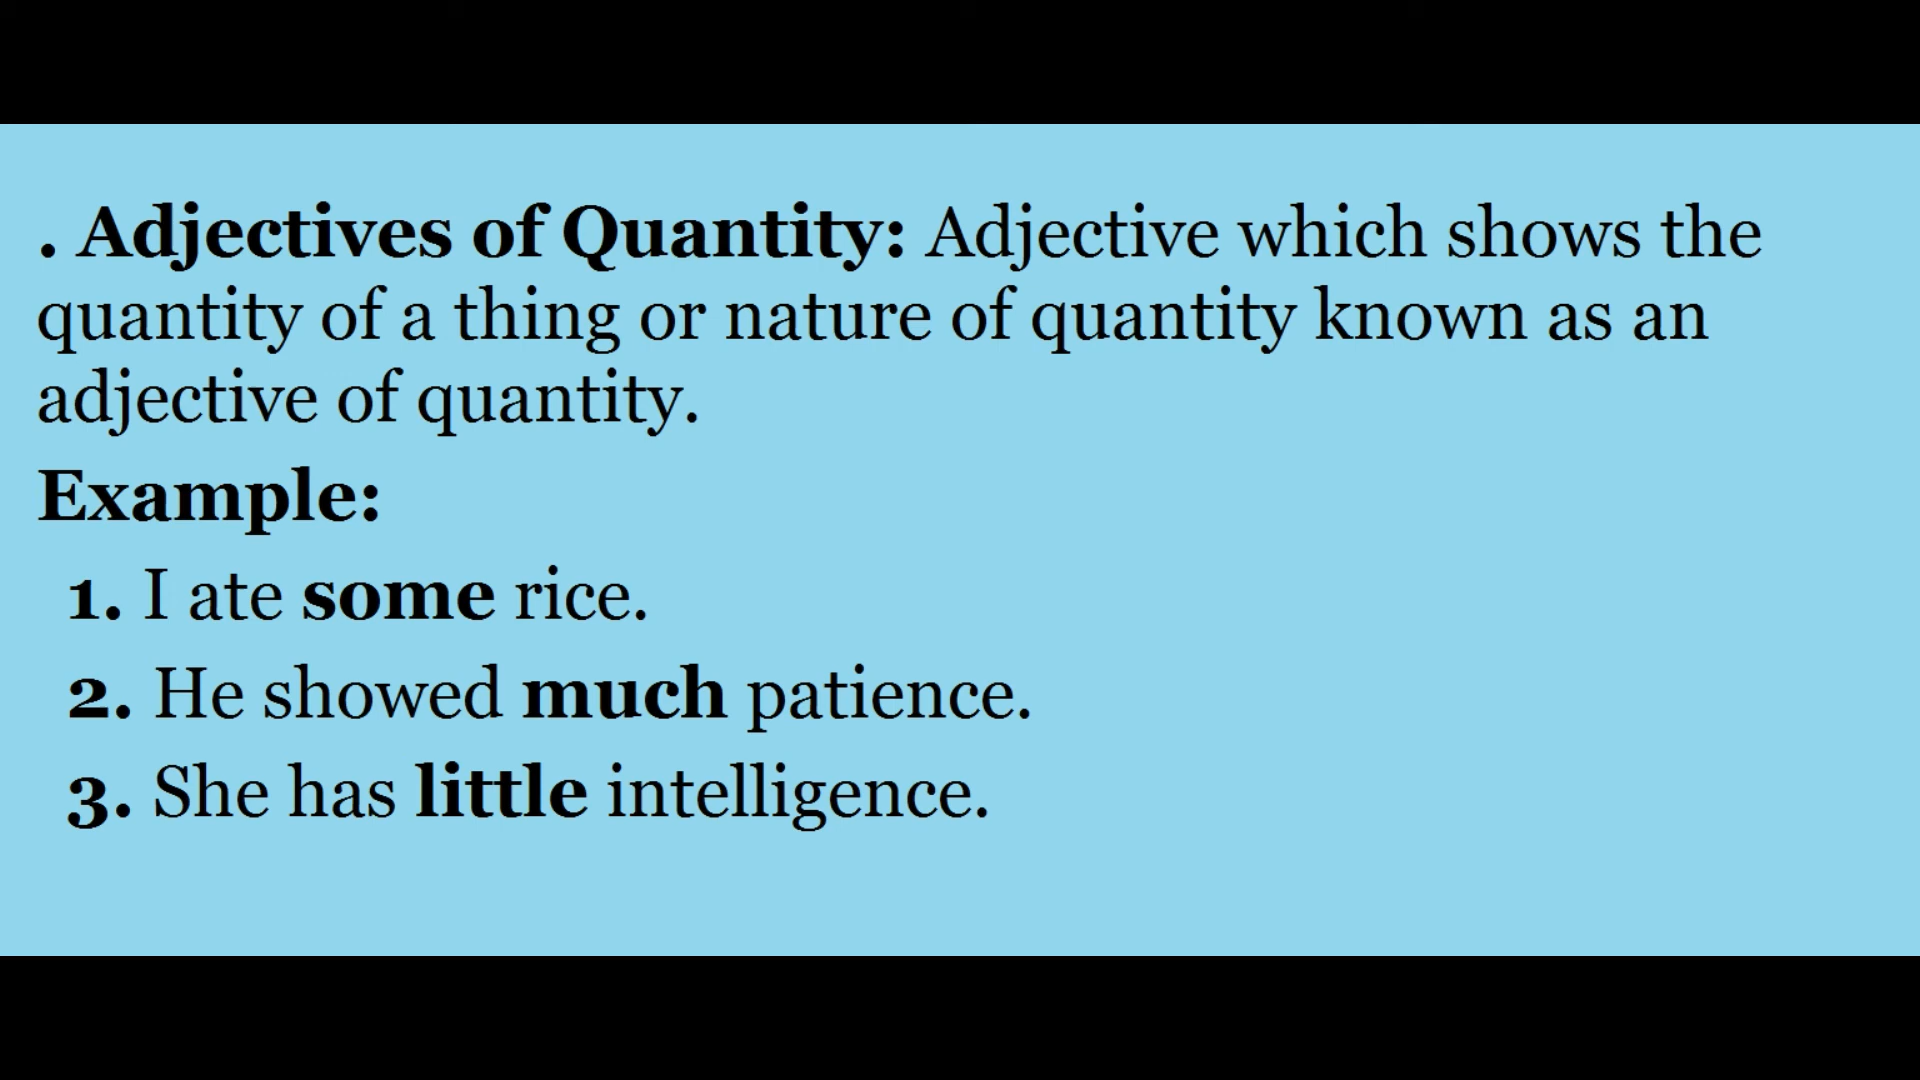 . Adjectives of Quantity: Adjective which shows the
quantity of a thing or nature of quantity known as an
adjective of quantity.
Example:
1. I ate some rice.
2. He showed much patience.
3. She has little intelligence.